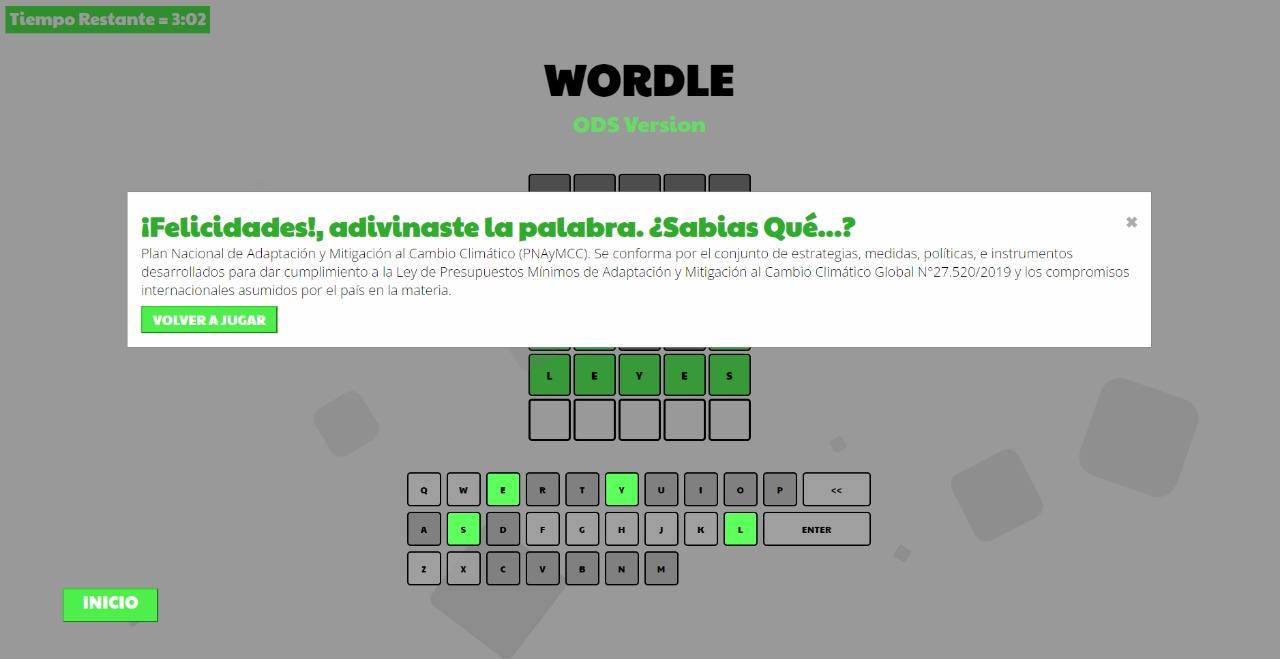 Tiempo Restante = 3:02
WORDLE
ODS Version
¡Felicidades!, adivinaste la palabra. ¿Sabias Qué...?
✖
Plan Nacional de Adaptación y Mitigación al Cambio Climático (PNAyMCC). Se conforma por el conjunto de estrategias, medidas, políticas, e instrumentos
desarrollados para dar cumplimiento a la Ley de Presupuestos Mínimos de Adaptación y Mitigación al Cambio Climático Global N°27.520/2019 y los compromisos
internacionales asumidos por el país en la materia.
VOLVER A JUGAR
L E Y E S
Q W E R T Y U I O P <<
A S D F G H J K L ENTER
Z X C V B N M
INICIO